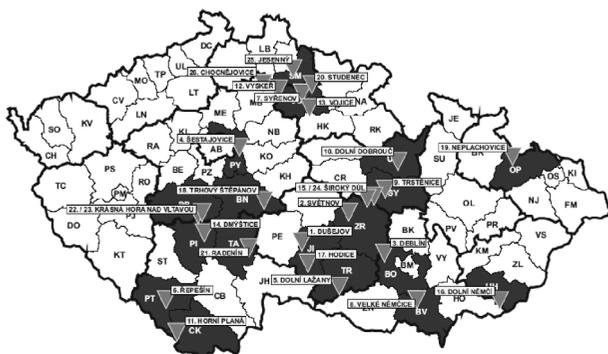 DC
LB
25. JESENNÝ
SM
UL
26. CHOCNĚJOVICE
20. STUDENEC
TP
MO
12. VYSKEŘ
LT
CV
7. SYŘENOV
NA
13. VOJICE
LN
ME
JE
SO
KV
4. ŠESTAJOVICE
NB
HK
RK
RA
AB
10. DOLNÍ DOBROUČ
19. NEPLACHOVICE
CH
PY
KO
SU
OP
BE
PZ
KI
PS
RO
KH
CR
OS
TC
15 / 24. ŠIROKÝ DŮL
9. TRSTĚNICE
PM
18. TRHOVÝ ŠTĚPÁNOV
BN
SY
OL
NJ
FM
2. SVĚTNOV
22 / 23. KRÁSNÁ HORA NAD VLTAVOU
ZR
DO
14. DMÝŠTICE
PI
1. DUŠEJOV
BK
PV
PR
VS
TA
PE
3. DEBLÍN
KT
21. RADENÍN
JI
17. HODICE
KM
ST
BO
BM
VY
ZL
TR
5. DOLNÍ LAŽANY
JH
6. ŘEPEŠÍN
16. DOLNÍ NĚMČÍ
PT
CB
8. VELKÉ NĚMČICE
HO
UH
BV
11. HORNÍ PLANÁ
CK